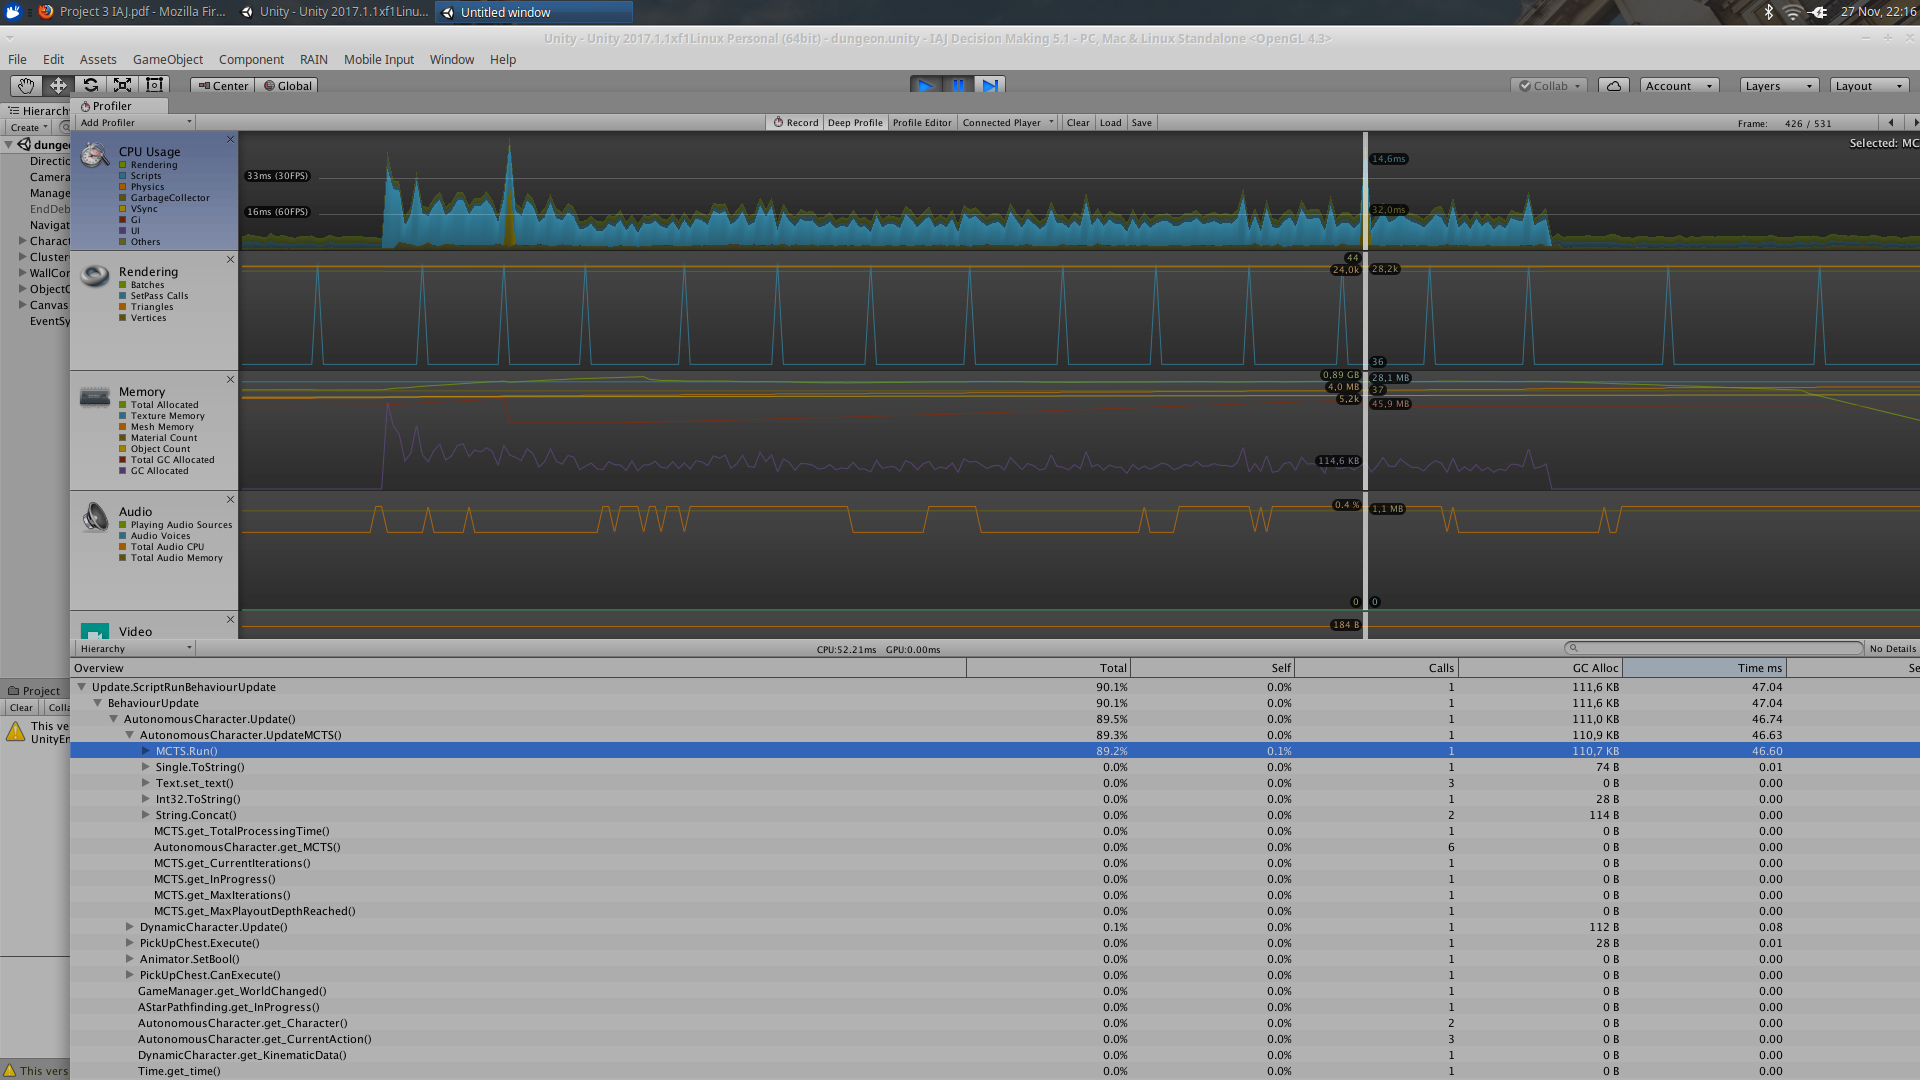 Project 3 IAJ.pdf - Mozilla Fir...
Unity - Unity 2017.1.1xf1Linu...
Untitled window
27 Nov, 22:16
Unity - Unity 2017.1.1xf1Linux Personal (64bit) - dungeon.unity - IAJ Decision Making 5.1 - PC, Mac & Linux Standalone <OpenGL 4.3>
File Edit Assets GameObject Component RAIN Mobile Input Window Help
Center Global Collab Account Layers Layout
Hierarch
Profiler
Create
Add Profiler Record Deep Profile Profiler Editor Connected Player Clear Load Save Frame: 426 / 531
dunge
Directio
Camera
Manage
EndDeb
Navigat
Charact
Cluster
WallCor
ObjectC
Canvas
EventSy
CPU Usage
Rendering
Scripts
Physics
GarbageCollector
VSync
Gi
UI
Others
Selected: MC
33ms (30FPS)
16ms (60FPS)
14,6ms
32,0ms
Rendering
Batches
SetPass Calls
Triangles
Vertices
44
24,0k
28,2k
36
Memory
Total Allocated
Texture Memory
Mesh Memory
Material Count
Object Count
Total GC Allocated
GC Allocated
0,89 GB
28,1 MB
4,0 MB
37
5,2k
45,9 MB
114,6 KB
Audio
Playing Audio Sources
Audio Voices
Total Audio CPU
Total Audio Memory
0.4 %
1,1 MB
0
0
Video
184 B
Hierarchy CPU:52.21ms GPU:0.00ms No Details
Overview Total Self Calls GC Alloc Time ms Se
Update.ScriptRunBehaviourUpdate 90.1% 0.0% 1 111,6 KB 47.04
BehaviourUpdate 90.1% 0.0% 1 111,6 KB 47.04
AutonomousCharacter.Update() 89.5% 0.0% 1 111,0 KB 46.74
AutonomousCharacter.UpdateMCTS() 89.3% 0.0% 1 110,9 KB 46.63
MCTS.Run() 89.2% 0.1% 1 110,7 KB 46.60
Single.ToString() 0.0% 0.0% 1 74 B 0.01
Text.set_text() 0.0% 0.0% 3 0 B 0.00
Int32.ToString() 0.0% 0.0% 1 28 B 0.00
String.Concat() 0.0% 0.0% 2 114 B 0.00
MCTS.get_TotalProcessingTime() 0.0% 0.0% 1 0 B 0.00
AutonomousCharacter.get_MCTS() 0.0% 0.0% 6 0 B 0.00
MCTS.get_CurrentIterations() 0.0% 0.0% 1 0 B 0.00
MCTS.get_InProgress() 0.0% 0.0% 1 0 B 0.00
MCTS.get_MaxIterations() 0.0% 0.0% 1 0 B 0.00
MCTS.get_MaxPlayoutDepthReached() 0.0% 0.0% 1 0 B 0.00
DynamicCharacter.Update() 0.1% 0.0% 1 112 B 0.08
PickUpChest.Execute() 0.0% 0.0% 1 28 B 0.01
Animator.SetBool() 0.0% 0.0% 1 0 B 0.00
PickUpChest.CanExecute() 0.0% 0.0% 1 0 B 0.00
GameManager.get_WorldChanged() 0.0% 0.0% 1 0 B 0.00
AStarPathfinding.get_InProgress() 0.0% 0.0% 1 0 B 0.00
AutonomousCharacter.get_Character() 0.0% 0.0% 2 0 B 0.00
AutonomousCharacter.get_CurrentAction() 0.0% 0.0% 3 0 B 0.00
DynamicCharacter.get_KinematicData() 0.0% 0.0% 1 0 B 0.00
Time.get_time() 0.0% 0.0% 1 0 B 0.00
Project
Clear Colla
This ve
UnityEn
This vers